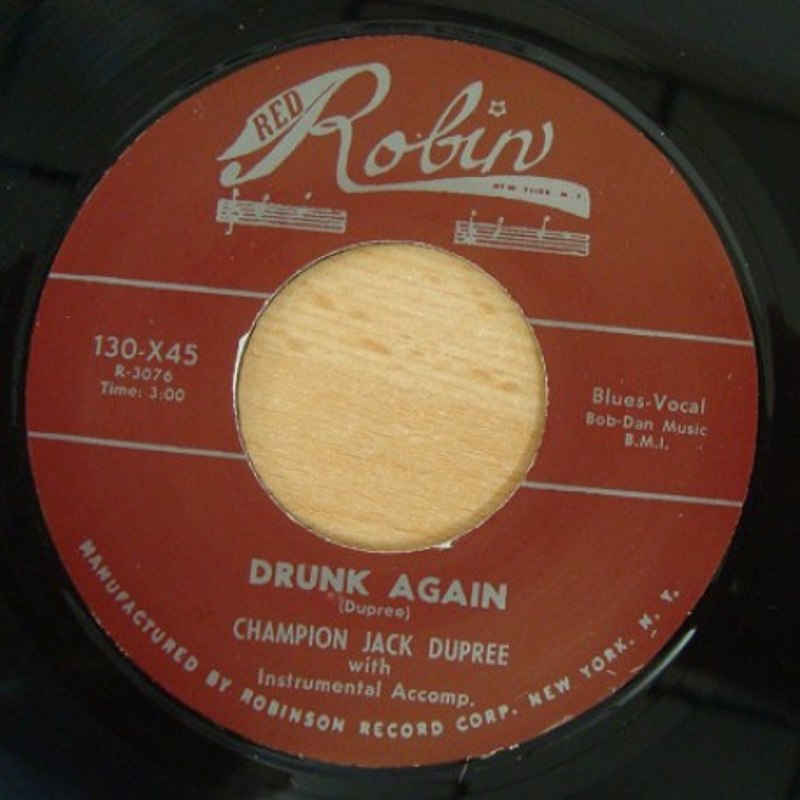 RED Robin
NEW YORK N. Y.
130-X45
R-3076
Time: 3:00
Blues-Vocal
Bob-Dan Music
B.M.I.
DRUNK AGAIN
(Dupree)
CHAMPION JACK DUPREE
with
Instrumental Accomp.
MANUFACTURED BY ROBINSON RECORD CORP. NEW YORK. N. Y.